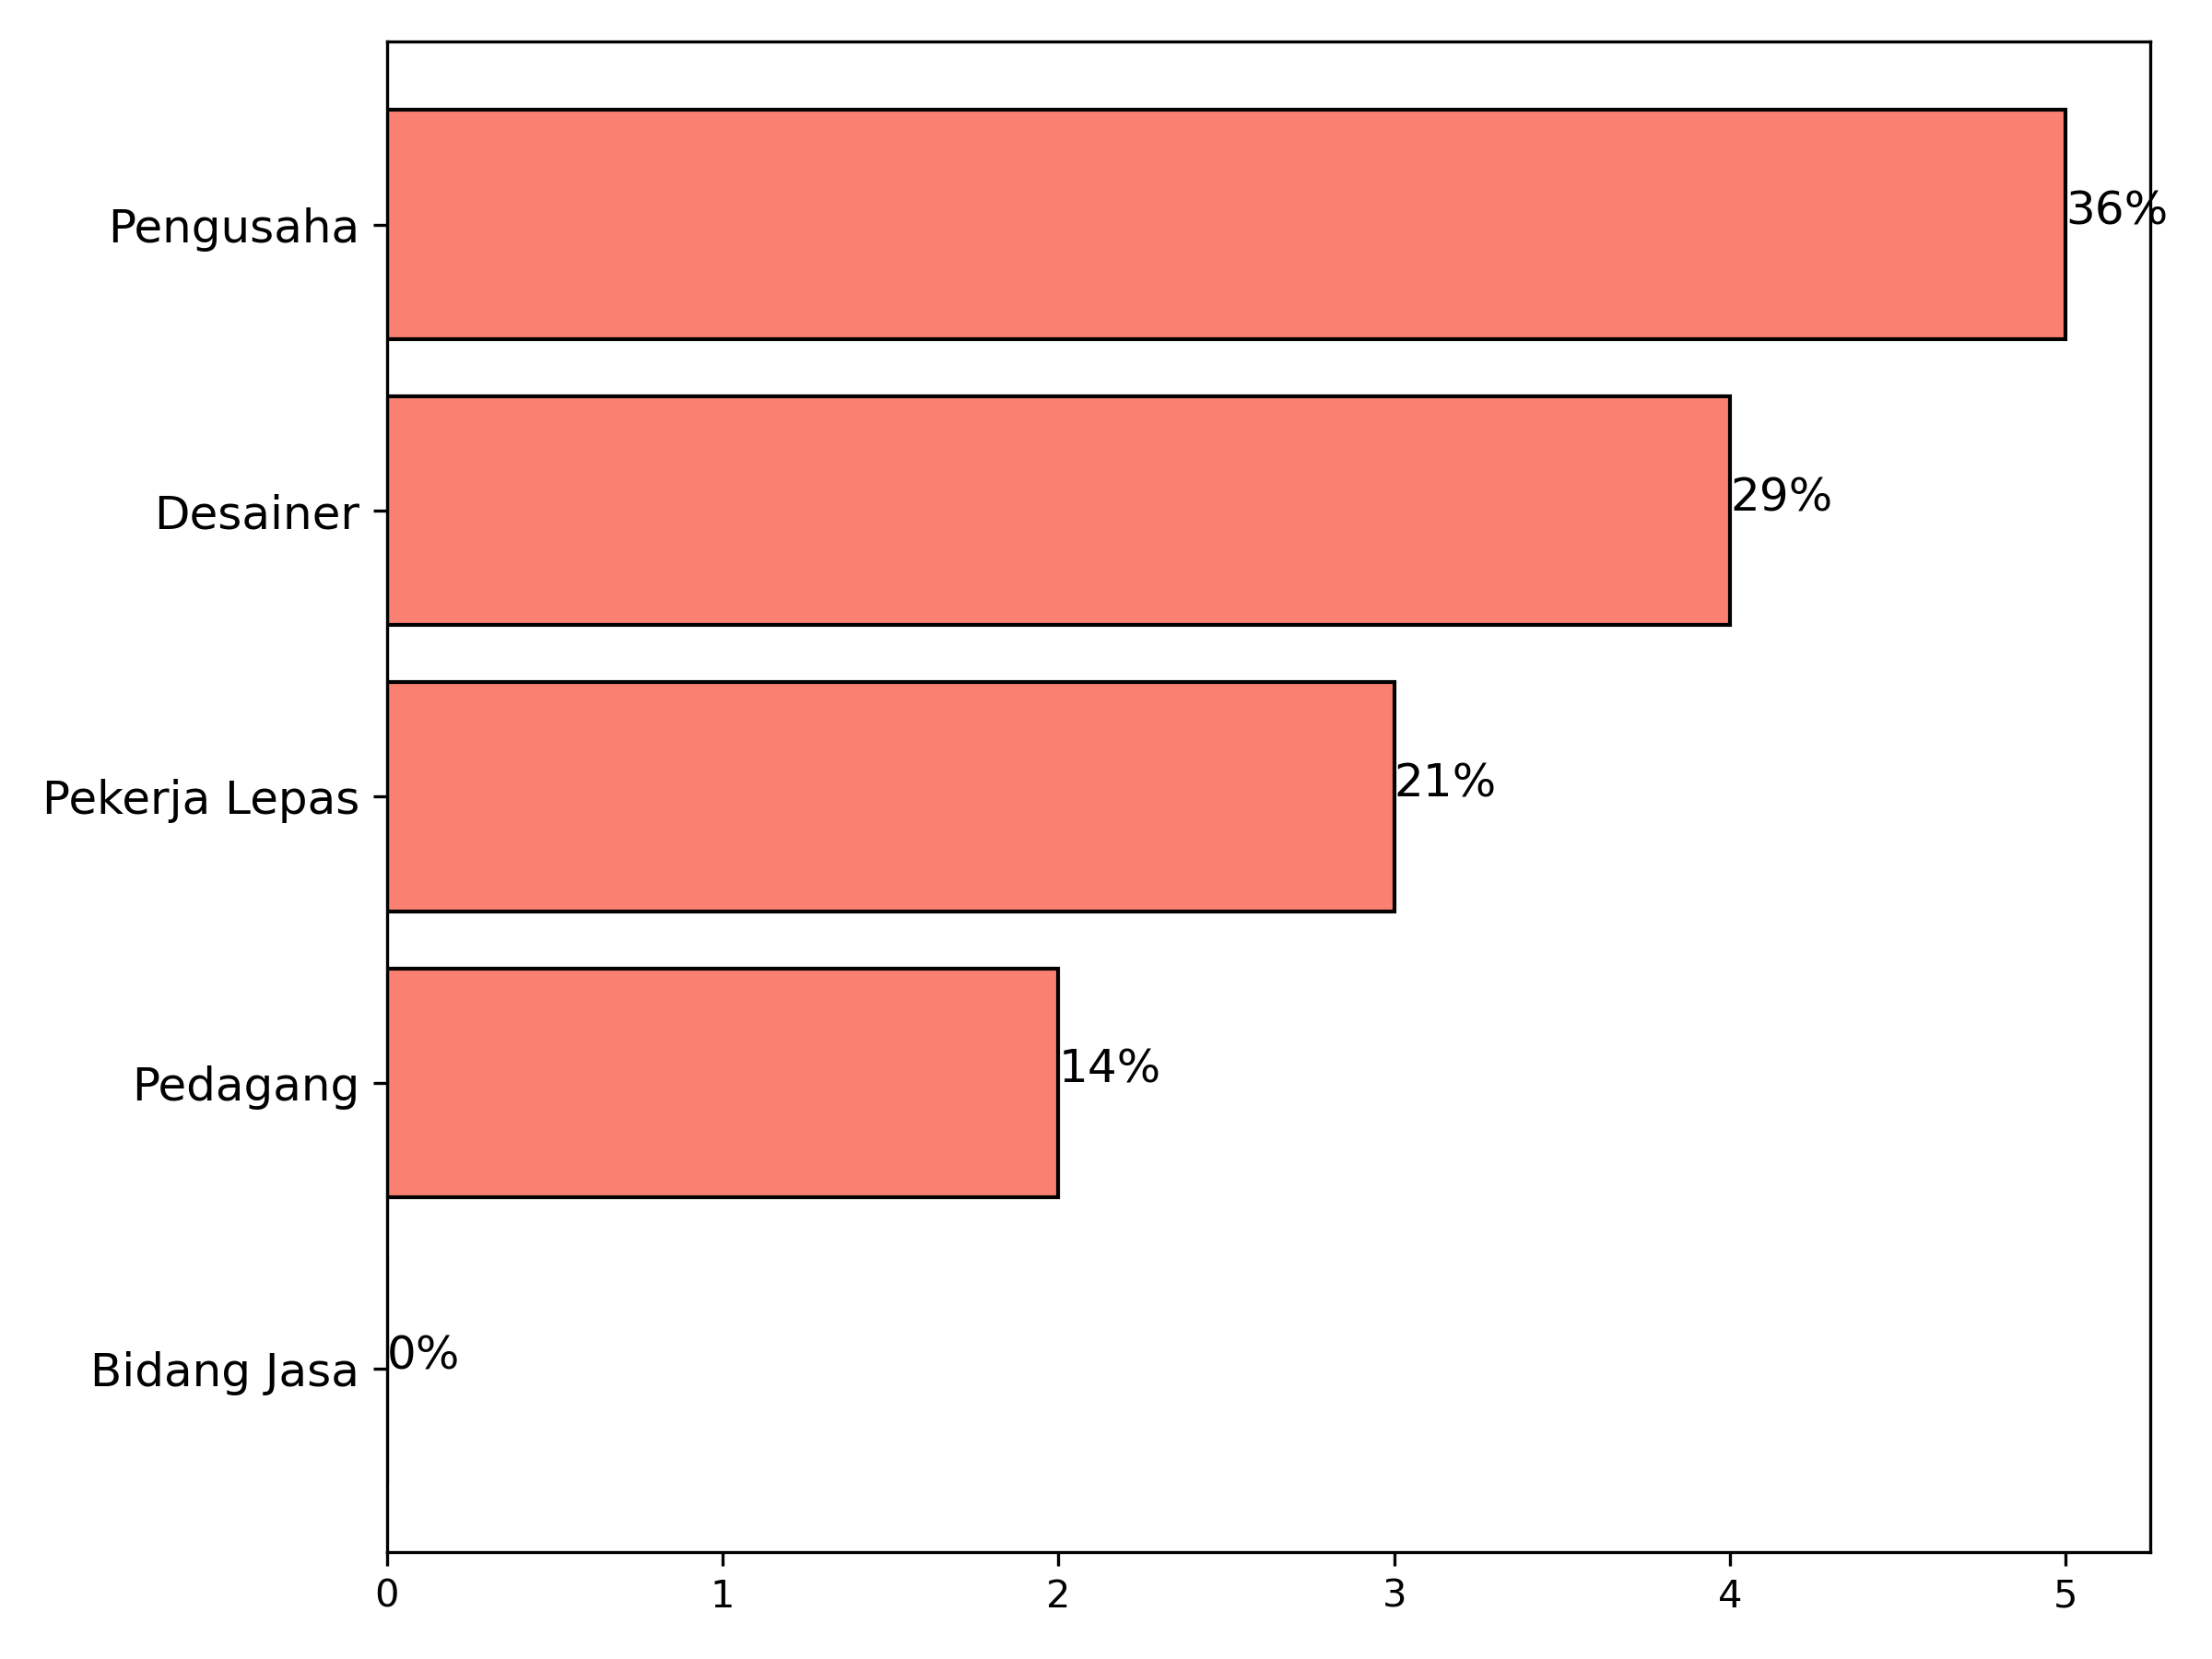 Pengusaha 36%
Desainer 29%
Pekerja Lepas 21%
Pedagang 14%
Bidang Jasa 0%
0 1 2 3 4 5